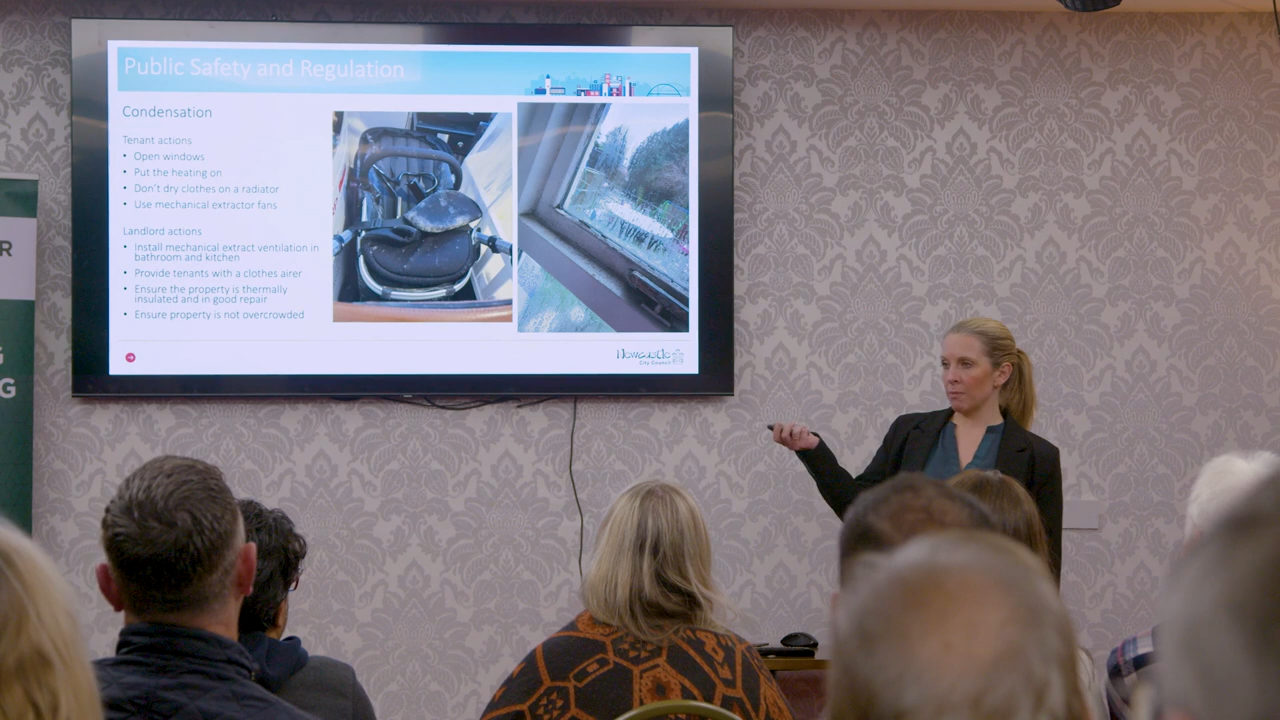 Public Safety and Regulation
Condensation
Tenant actions
• Open windows
• Put the heating on
• Don't dry clothes on a radiator
• Use mechanical extractor fans
Landlord actions
• Install mechanical extract ventilation in
bathroom and kitchen
• Provide tenants with a clothes airer
• Ensure the property is thermally
insulated and in good repair
• Ensure property is not overcrowded
Newcastle
City Council
R
G
G